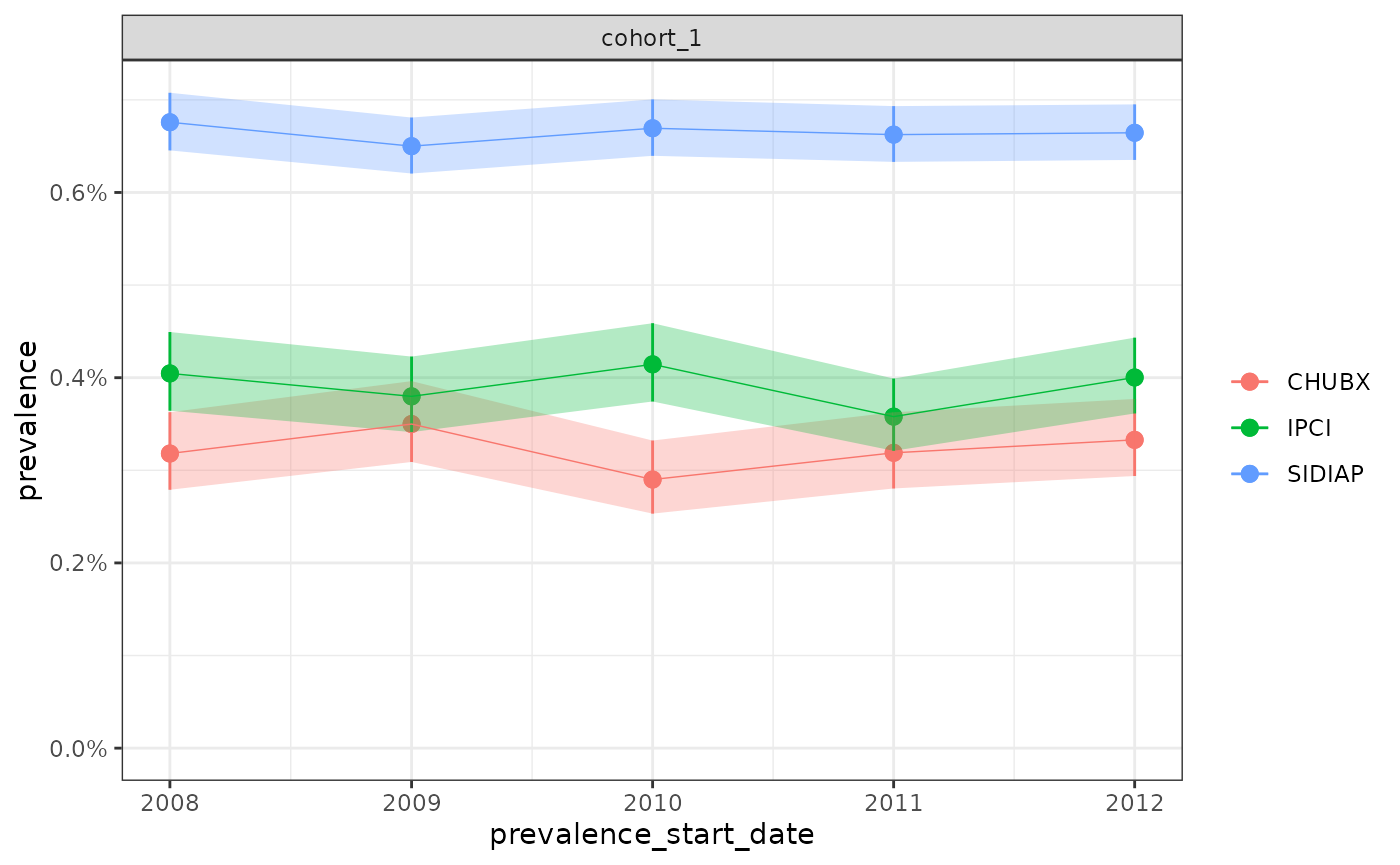 cohort_1
prevalence
0.6%
0.4%
0.2%
0.0%
2008 2009 2010 2011 2012
prevalence_start_date
CHUBX
IPCI
SIDIAP